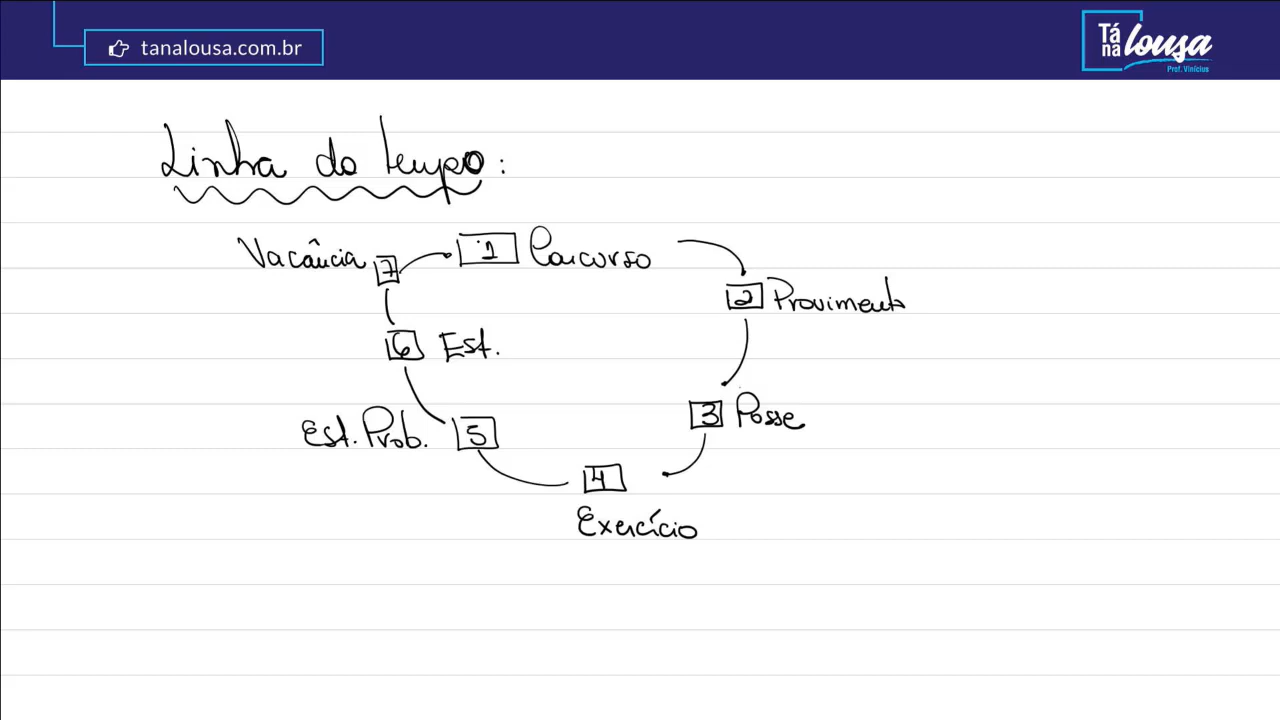 tanalousa.com.br
Tá na lousa
Prof. Vinícius
Linha do tempo:
Vacância 7
1 Concurso
2 Provimento
6 Est.
3 Posse
Est. Prob. 5
4
Exercício